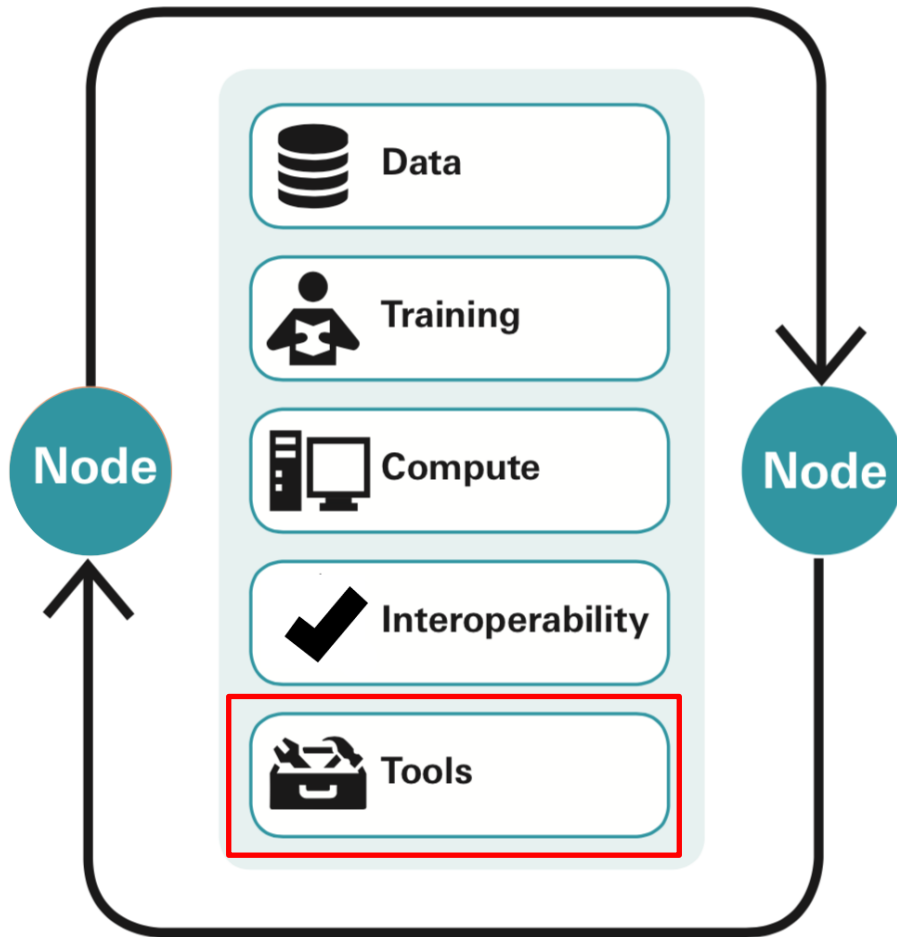 Data
Training
Compute
Node
Node
Interoperability
Tools